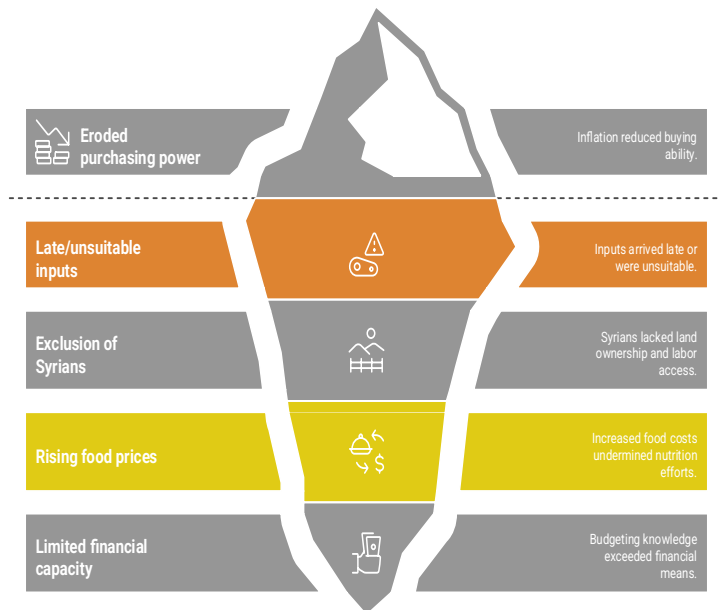 Eroded
purchasing power
Inflation reduced buying
ability.
Late/unsuitable
inputs
Inputs arrived late or
were unsuitable.
Exclusion of
Syrians
Syrians lacked land
ownership and labor
access.
Rising food prices
Increased food costs
undermined nutrition
efforts.
$
Limited financial
capacity
Budgeting knowledge
exceeded financial
means.